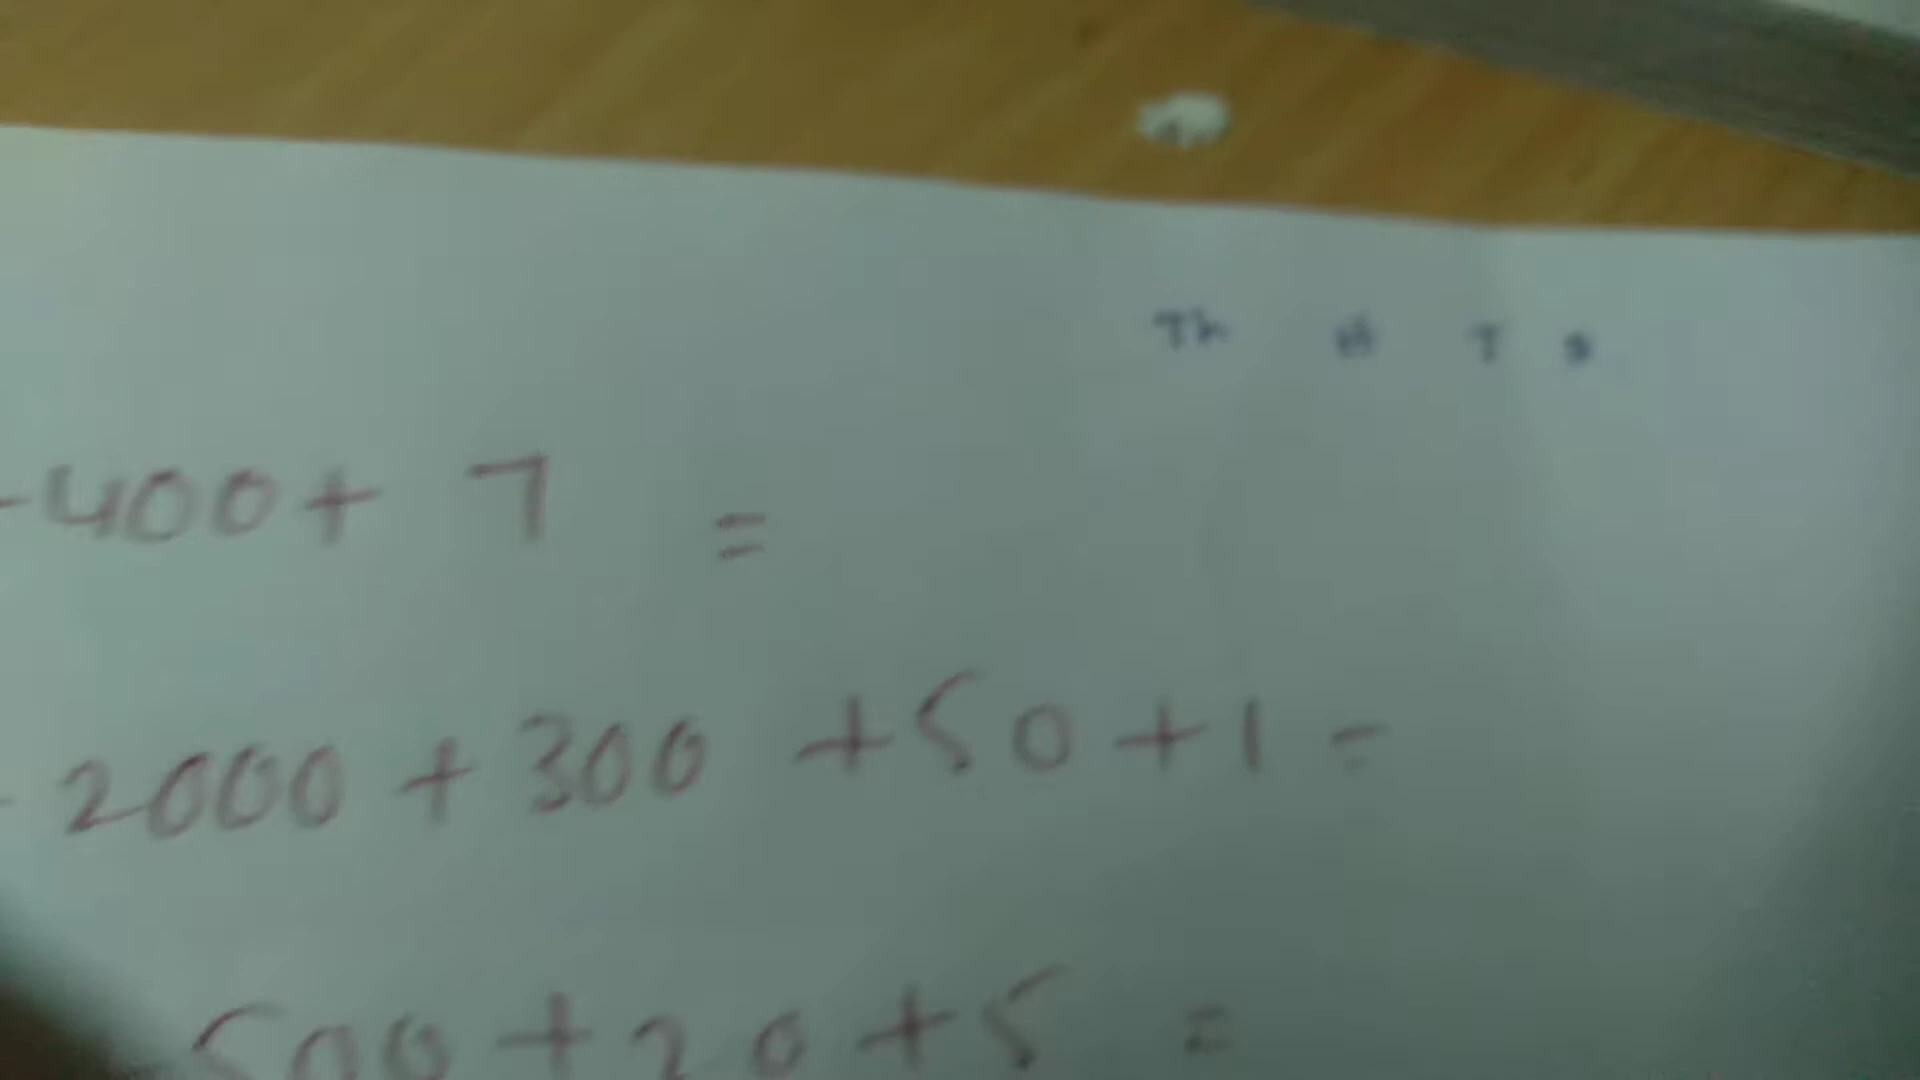 Th H T O
-400+ 7 =
- 2000 + 300 + 50 + 1 =
500 + 20 + 5 =